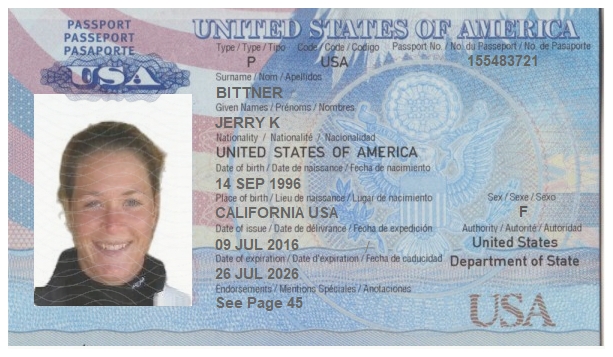 PASSPORT
PASSEPORT
PASAPORTE
USA
UNITED STATES OF AMERICA
Type / Type / Tipo Code / Code / Codigo Passport No. / No. du Passeport / No. de Pasaporte
P USA 155483721
Surname / Nom / Apellidos
BITTNER
Given Names / Prénoms / Nombres
JERRY K
Nationality / Nationalité / Nacionalidad
UNITED STATES OF AMERICA
Date of birth / Date de naissance / Fecha de nacimiento
14 SEP 1996
Place of birth / Lieu de naissance / Lugar de nacimiento Sex / Sexe / Sexo
CALIFORNIA USA F
Date of issue / Date de délivrance / Fecha de expedición Authority / Autorité / Autoridad
09 JUL 2016 United States
Date of expiration / Date d'expiration / Fecha de caducidad Department of State
26 JUL 2026
Endorsements / Mentions Spéciales / Anotaciones
See Page 45
USA